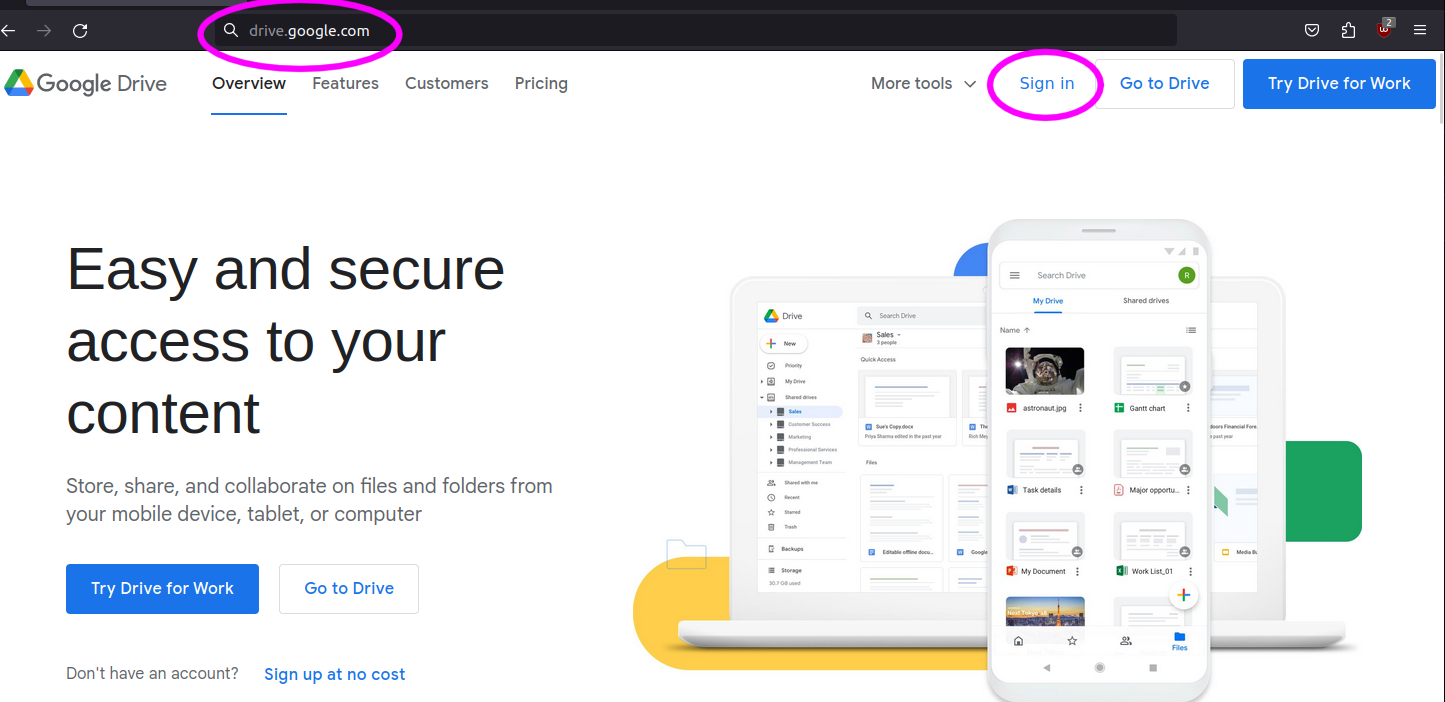 drive.google.com
2
Google Drive
Overview
Features
Customers
Pricing
More tools
Sign in
Go to Drive
Try Drive for Work
Easy and secure
access to your
content
Store, share, and collaborate on files and folders from
your mobile device, tablet, or computer
Try Drive for Work
Go to Drive
Don't have an account?
Sign up at no cost
Drive
Search Drive
New
Sales
3 people
Priority
My Drive
Shared drives
Sales
Customer Success
Marketing
Professional Services
Management Team
Shared with me
Recent
Starred
Trash
Backups
Storage
30.7 GB used
Quick Access
Sue's Copy.docx
Priya Sharma edited in the past year
Rich Mey
Files
Editable offline docu...
Google
Search Drive
R
My Drive
Shared drives
Name
astronaut.jpg
Gantt chart
Task details
Major opportu...
My Document
Work List_01
Next Tokyo
Files
doors Financial Fore..
past year
Media Bu